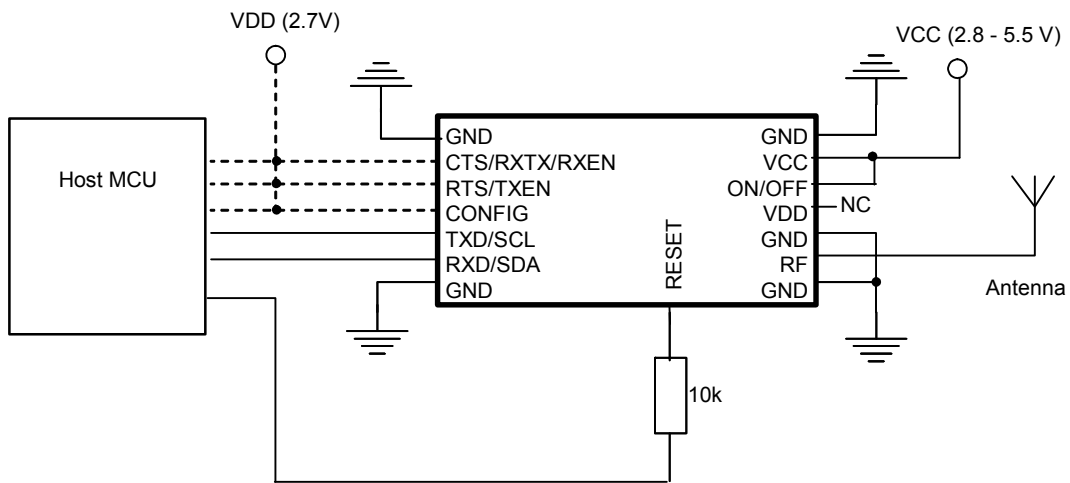 VDD (2.7V)
VCC (2.8 - 5.5 V)
Host MCU
GND
CTS/RXTX/RXEN
RTS/TXEN
CONFIG
TXD/SCL
RXD/SDA
GND
RESET
GND
VCC
ON/OFF
VDD
GND
RF
GND
NC
Antenna
10k